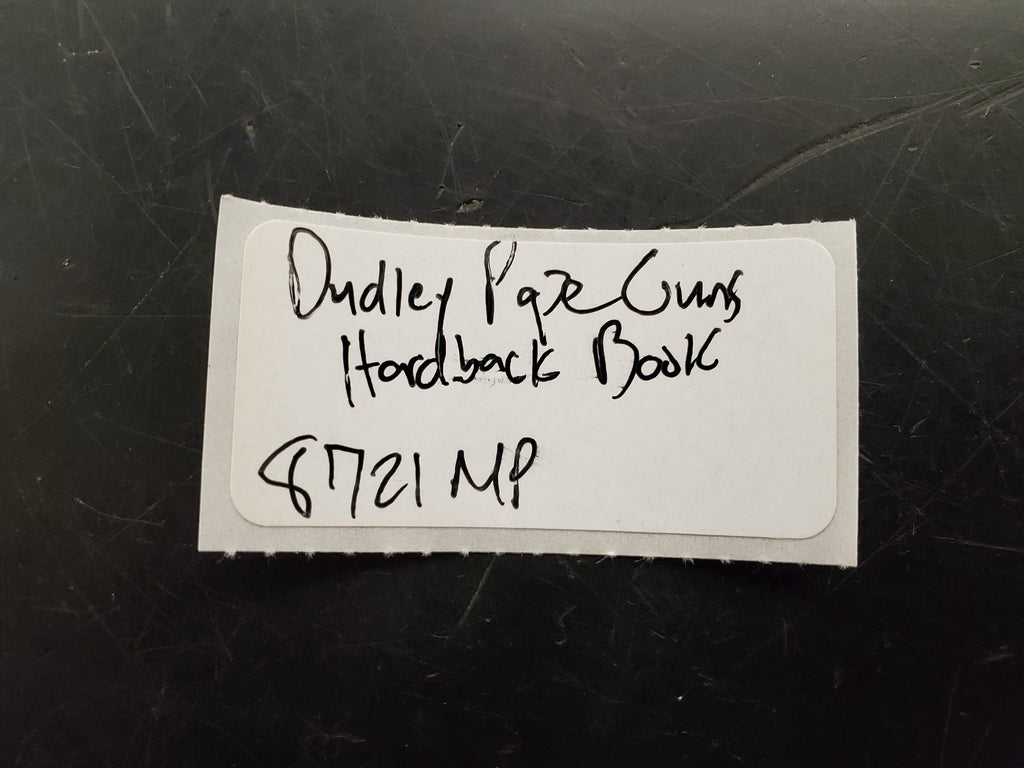 Dudley Page Guns
Hardback Book
8721 MP